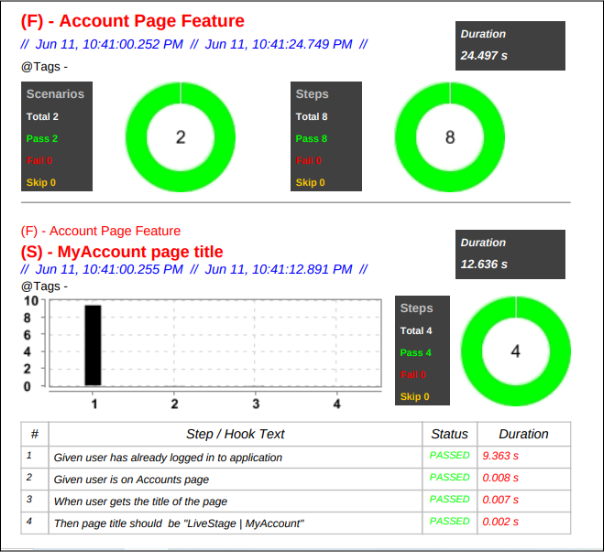 (F) - Account Page Feature
// Jun 11, 10:41:00.252 PM // Jun 11, 10:41:24.749 PM //
@Tags -
Duration
24.497 s
Scenarios
Total 2
Pass 2
Fail 0
Skip 0
2
Steps
Total 8
Pass 8
Fail 0
Skip 0
8
(F) - Account Page Feature
(S) - MyAccount page title
// Jun 11, 10:41:00.255 PM // Jun 11, 10:41:12.891 PM //
@Tags -
Duration
12.636 s
10
8
6
4
2
0
1 2 3 4
Steps
Total 4
Pass 4
Fail 0
Skip 0
4
# Step / Hook Text Status Duration
1 Given user has already logged in to application PASSED 9.363 s
2 Given user is on Accounts page PASSED 0.008 s
3 When user gets the title of the page PASSED 0.007 s
4 Then page title should be "LiveStage | MyAccount" PASSED 0.002 s